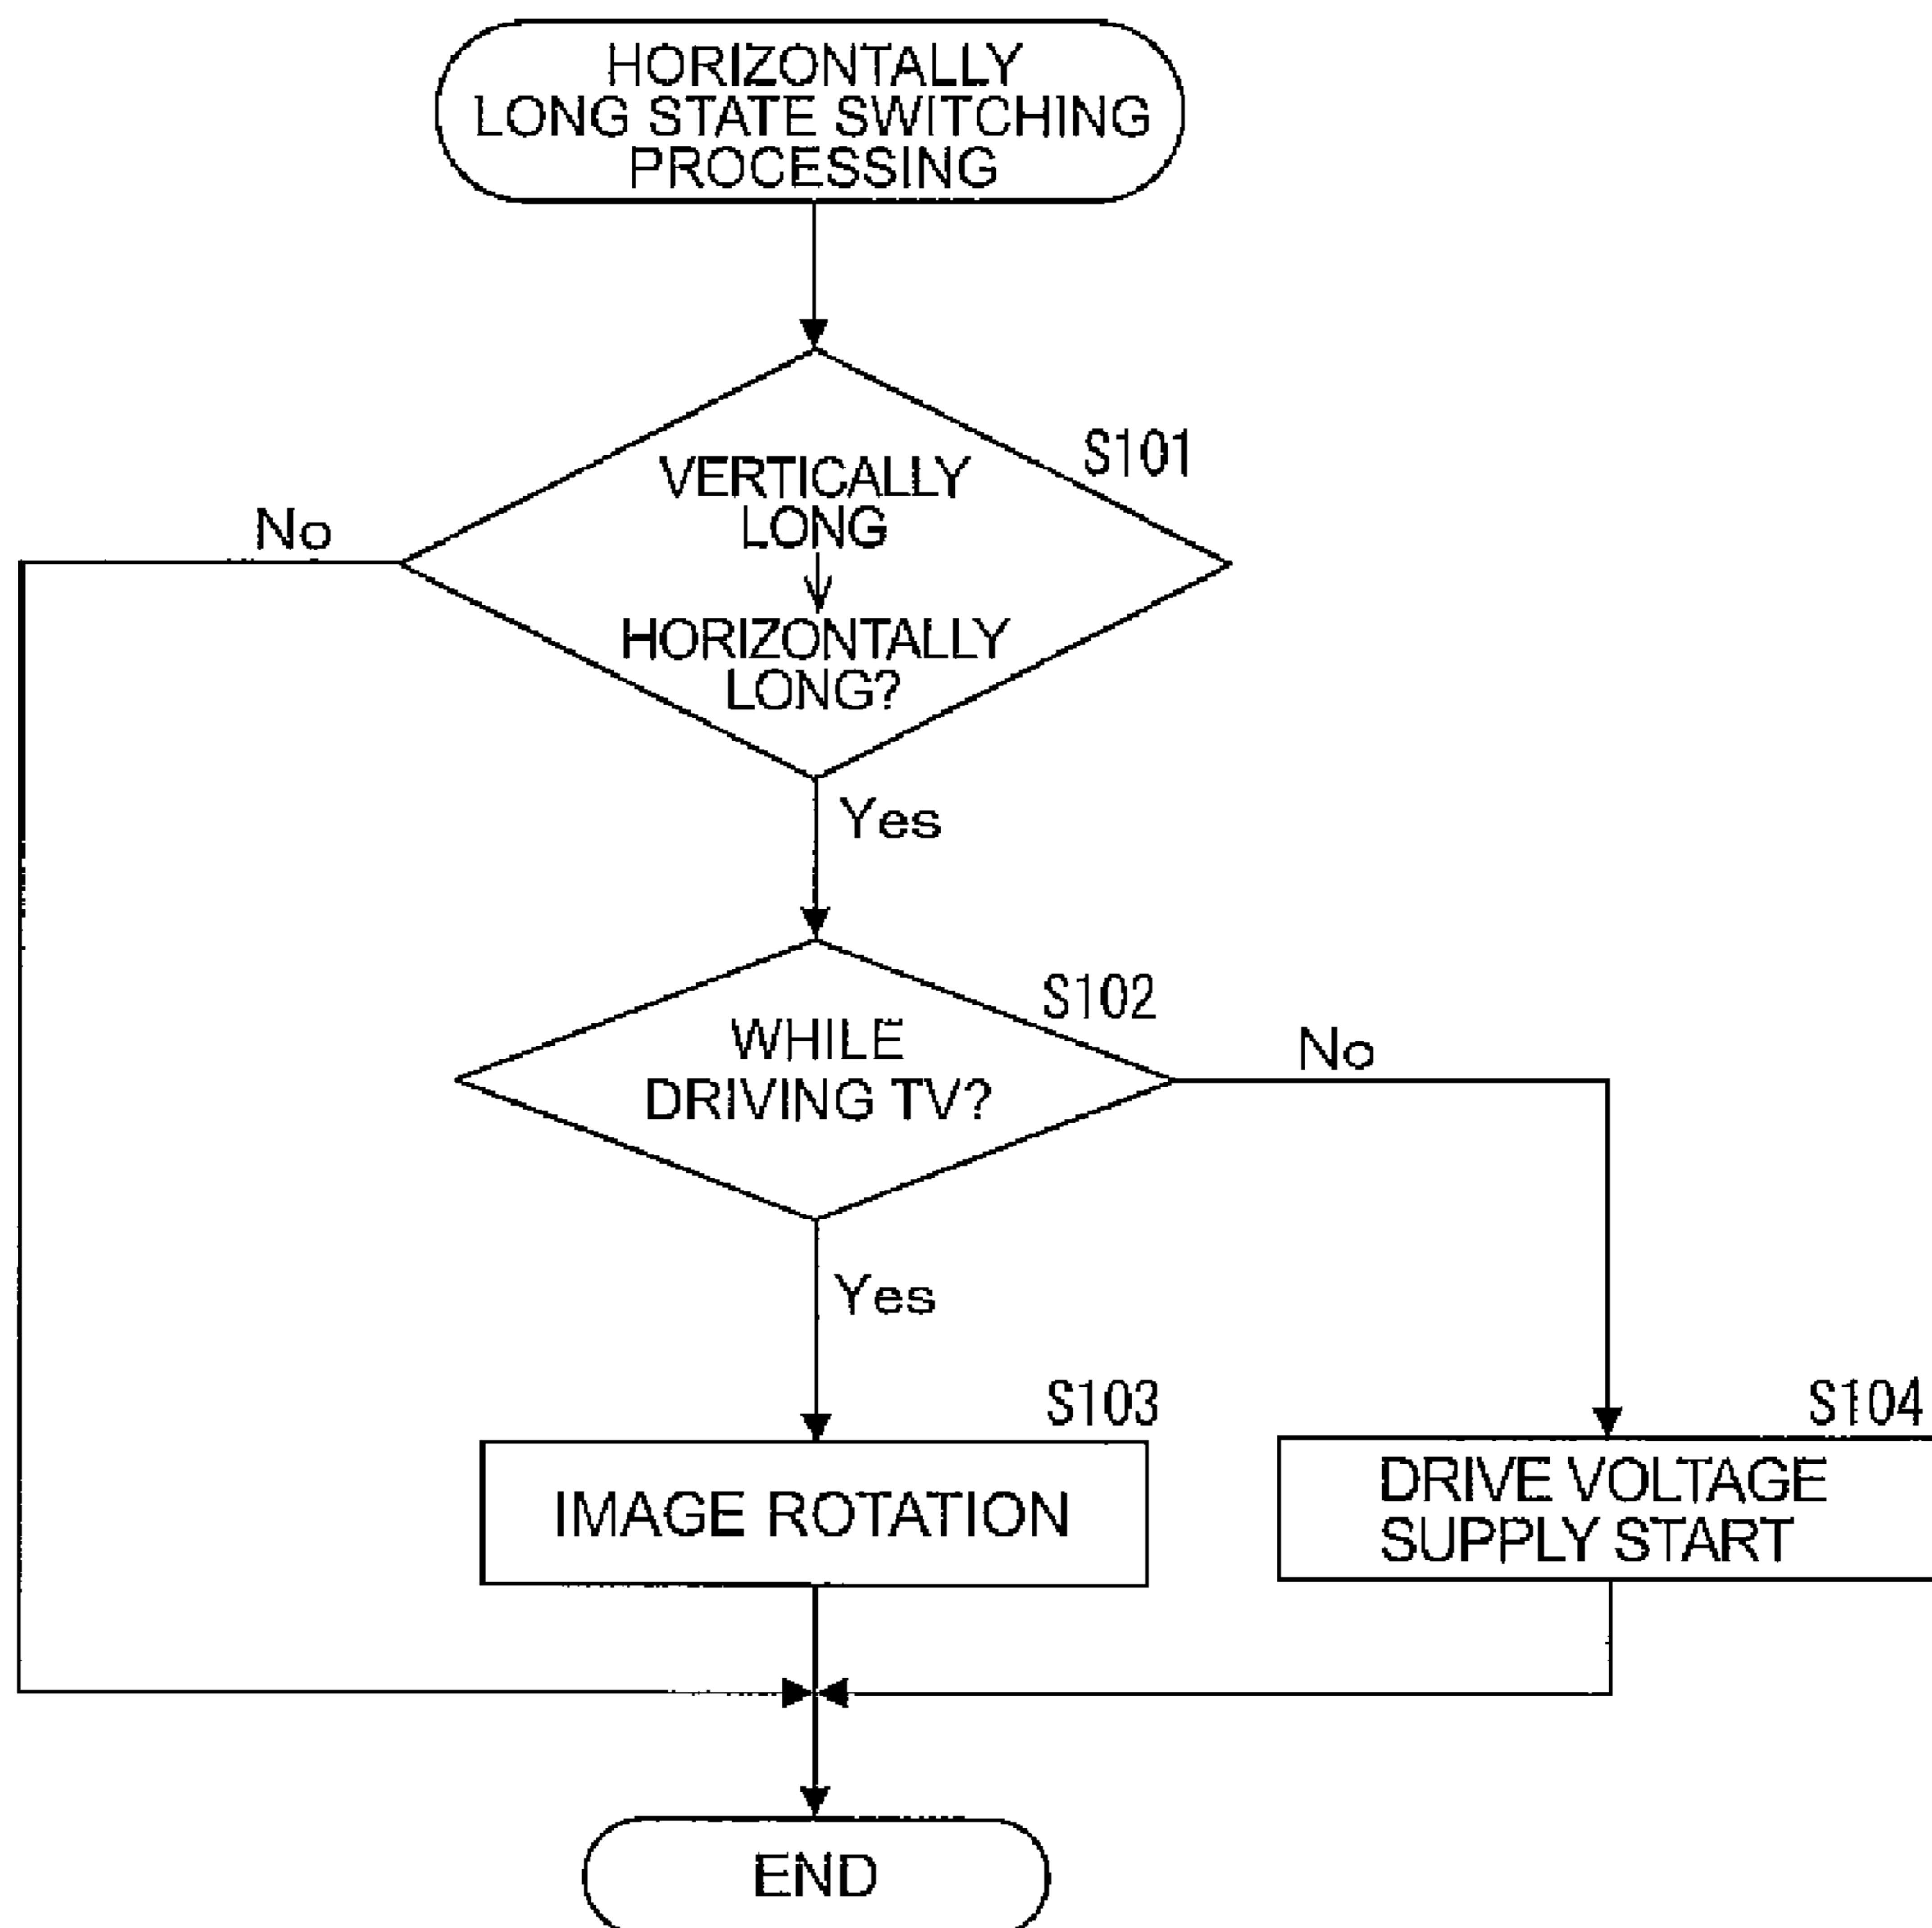 HORIZONTALLY
LONG STATE SWITCHING
PROCESSING
S101
VERTICALLY
LONG
HORIZONTALLY
LONG?
No
Yes
S102
WHILE
DRIVING TV?
No
Yes
S103
IMAGE ROTATION
S104
DRIVE VOLTAGE
SUPPLY START
END